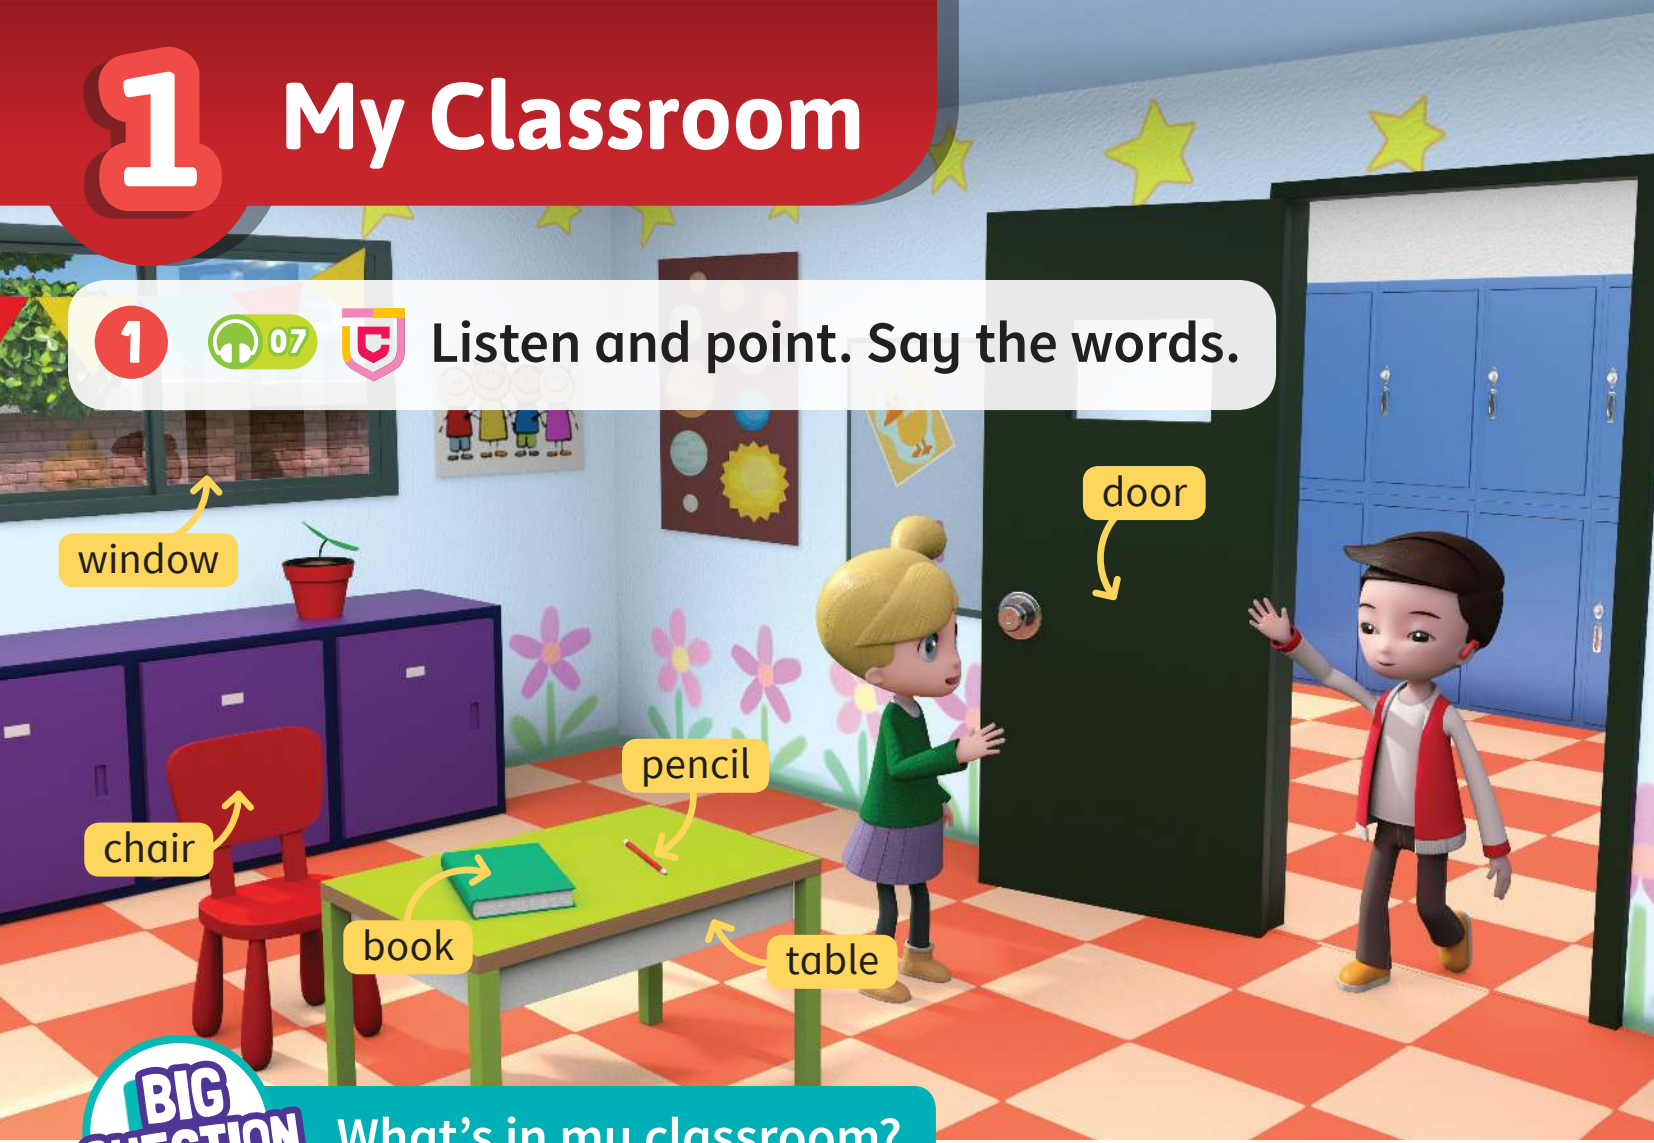 1
My Classroom
1 07 C Listen and point. Say the words.
door
window
pencil
chair
book
table
BIG
QUESTION
What's in my classroom?